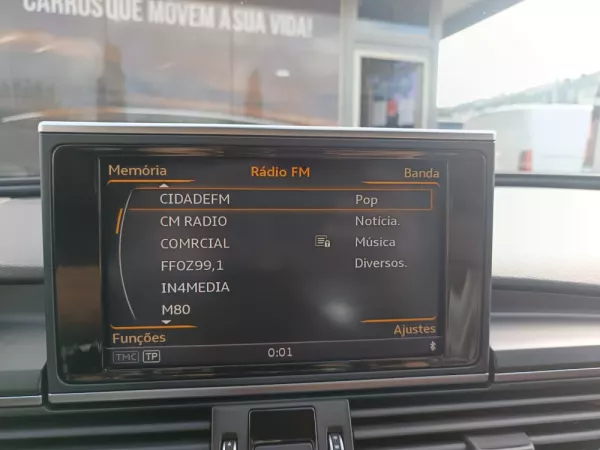 CARROS QUE MOVEM A SUA VIDA!
Memória Rádio FM Banda
CIDADEFM Pop
CM RADIO Notícia.
COMRCIAL Música
FFOZ99,1 Diversos.
IN4MEDIA
M80
Funções Ajustes
TMC TP 0:01